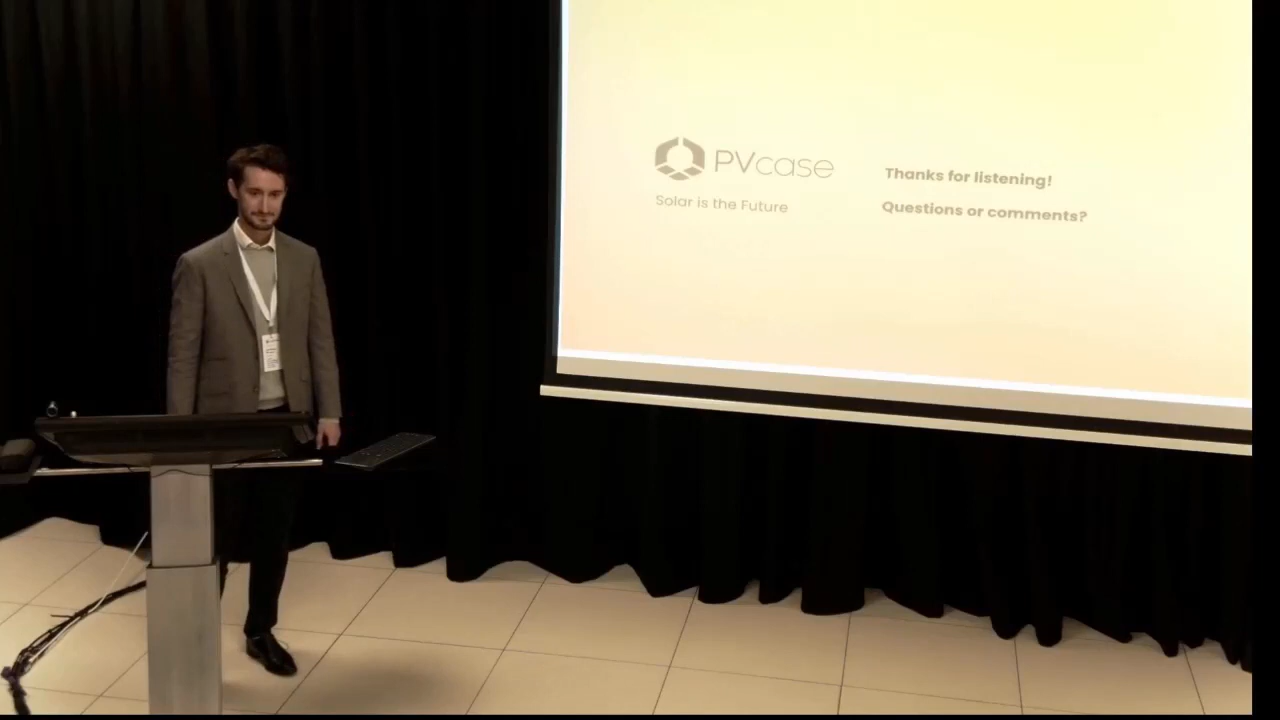 PVcase
Solar is the Future
Thanks for listening!
Questions or comments?